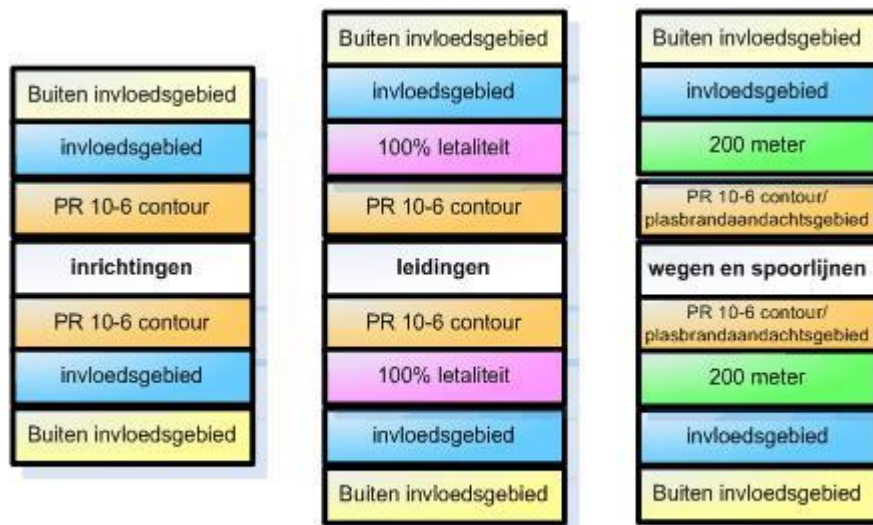 Buiten invloedsgebied
invloedsgebied
PR 10-6 contour
inrichtingen
PR 10-6 contour
invloedsgebied
Buiten invloedsgebied
Buiten invloedsgebied
invloedsgebied
100% letaliteit
PR 10-6 contour
leidingen
PR 10-6 contour
100% letaliteit
invloedsgebied
Buiten invloedsgebied
Buiten invloedsgebied
invloedsgebied
200 meter
PR 10-6 contour/
plasbrandaandachtsgebied
wegen en spoorlijnen
PR 10-6 contour/
plasbrandaandachtsgebied
200 meter
invloedsgebied
Buiten invloedsgebied